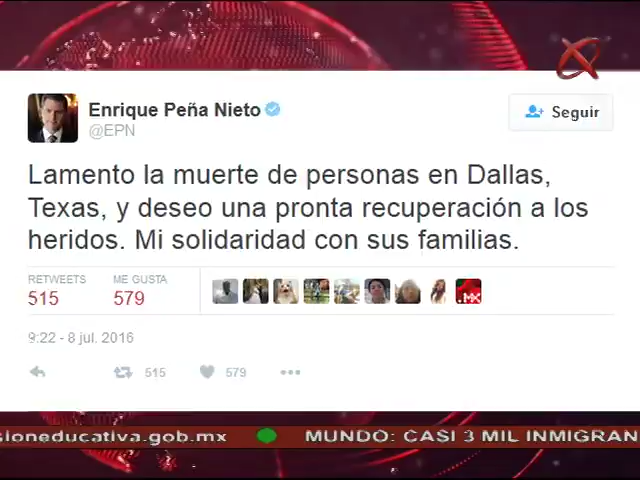 Enrique Peña Nieto
@EPN
Seguir
Lamento la muerte de personas en Dallas,
Texas, y deseo una pronta recuperación a los
heridos. Mi solidaridad con sus familias.
RETWEETS ME GUSTA
515 579
.MX
9:22 - 8 jul. 2016
515 579
sioneducativa.gob.mx MUNDO: CASI 3 MIL INMIGRAN